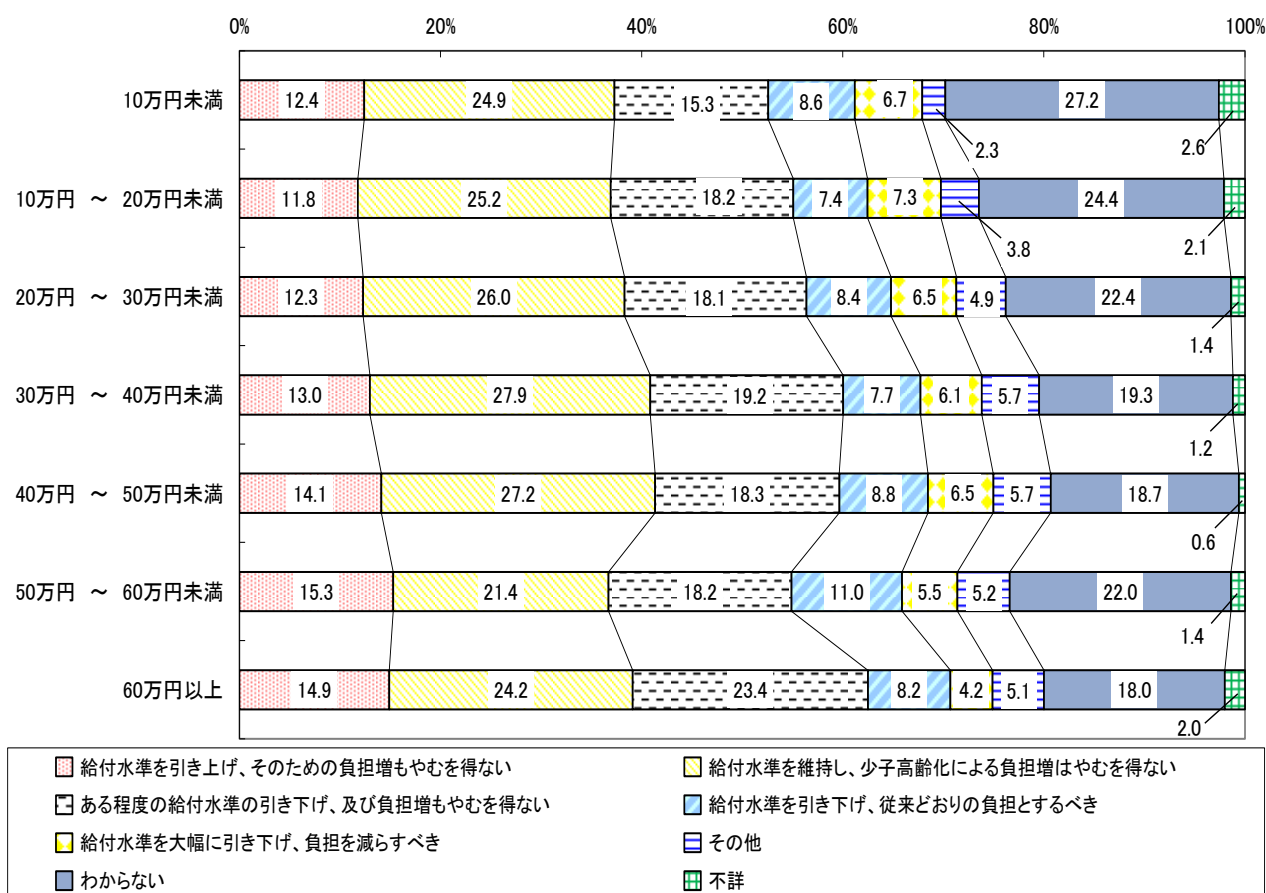 0% 20% 40% 60% 80% 100%
10万円未満 12.4 24.9 15.3 8.6 6.7 27.2
2.3 2.6
10万円 ～ 20万円未満 11.8 25.2 18.2 7.4 7.3 24.4
3.8 2.1
20万円 ～ 30万円未満 12.3 26.0 18.1 8.4 6.5 4.9 22.4
1.4
30万円 ～ 40万円未満 13.0 27.9 19.2 7.7 6.1 5.7 19.3
1.2
40万円 ～ 50万円未満 14.1 27.2 18.3 8.8 6.5 5.7 18.7
0.6
50万円 ～ 60万円未満 15.3 21.4 18.2 11.0 5.5 5.2 22.0
1.4
60万円以上 14.9 24.2 23.4 8.2 4.2 5.1 18.0
2.0
給付水準を引き上げ、そのための負担増もやむを得ない 給付水準を維持し、少子高齢化による負担増はやむを得ない
ある程度の給付水準の引き下げ、及び負担増もやむを得ない 給付水準を引き下げ、従来どおりの負担とするべき
給付水準を大幅に引き下げ、負担を減らすべき その他
わからない 不詳